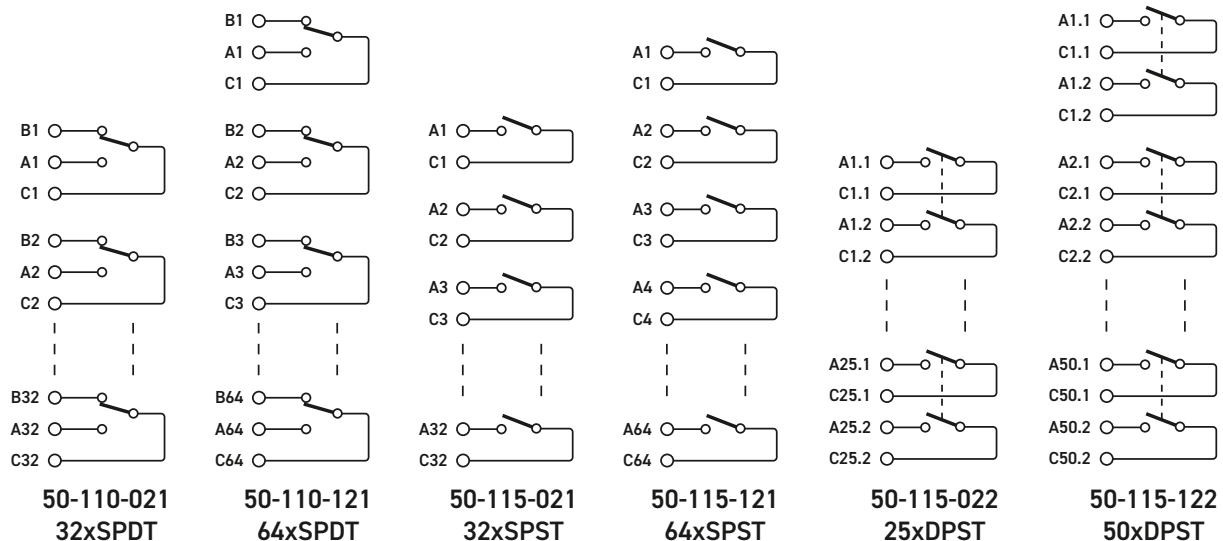 B1
A1
C1
B2
A2
C2
B32
A32
C32
50-110-021
32xSPDT
B1
A1
C1
B2
A2
C2
B3
A3
C3
B64
A64
C64
50-110-121
64xSPDT
A1
C1
A2
C2
A3
C3
A32
C32
50-115-021
32xSPST
A1
C1
A2
C2
A3
C3
A4
C4
A64
C64
50-115-121
64xSPST
A1.1
C1.1
A1.2
C1.2
A25.1
C25.1
A25.2
C25.2
50-115-022
25xDPST
A1.1
C1.1
A1.2
C1.2
A2.1
C2.1
A2.2
C2.2
A50.1
C50.1
A50.2
C50.2
50-115-122
50xDPST